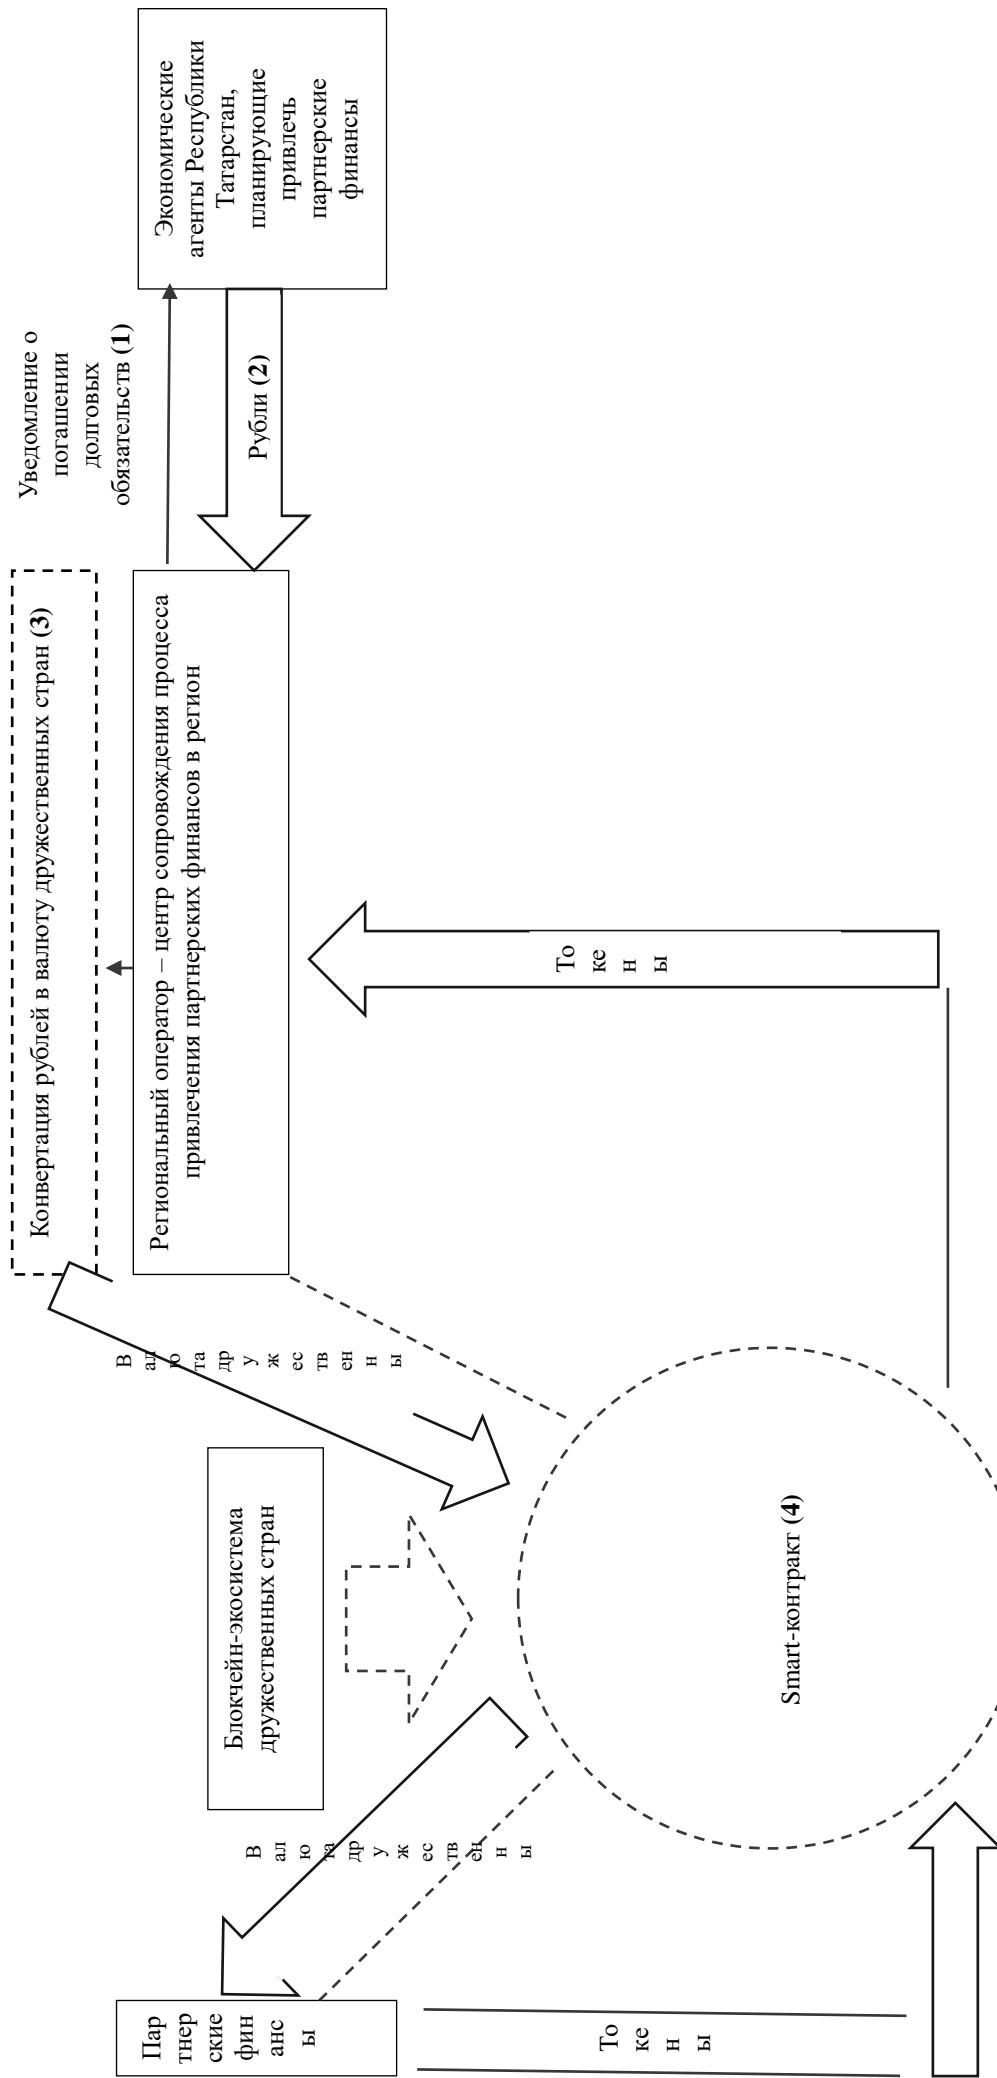 Конвертация рублей в валюту дружественных стран (3)
Уведомление о
погашении
долговых
обязательств (1)
Пар
тнер
ские
фин
анс
ы
В
ал
ю
та
др
у
ж
ес
тв
ен
н
ы
Блокчейн-экосистема
дружественных стран
В
ал
ю
та
др
у
ж
ес
тв
ен
н
ы
Региональный оператор – центр сопровождения процесса
привлечения партнерских финансов в регион
Рубли (2)
Экономические
агенты Республики
Татарстан,
планирующие
привлечь
партнерские
финансы
То
ке
н
ы
Smart-контракт (4)
То
ке
н
ы